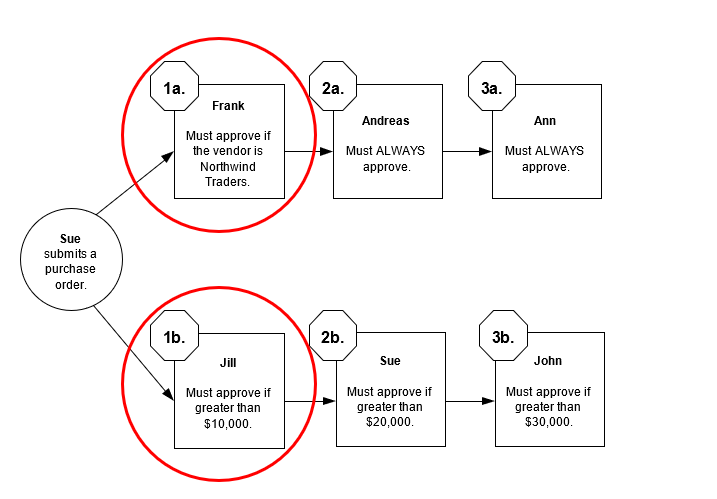 1a.
Frank
Must approve if
the vendor is
Northwind
Traders.
2a.
Andreas
Must ALWAYS
approve.
3a.
Ann
Must ALWAYS
approve.
Sue
submits a
purchase
order.
1b.
Jill
Must approve if
greater than
$10,000.
2b.
Sue
Must approve if
greater than
$20,000.
3b.
John
Must approve if
greater than
$30,000.